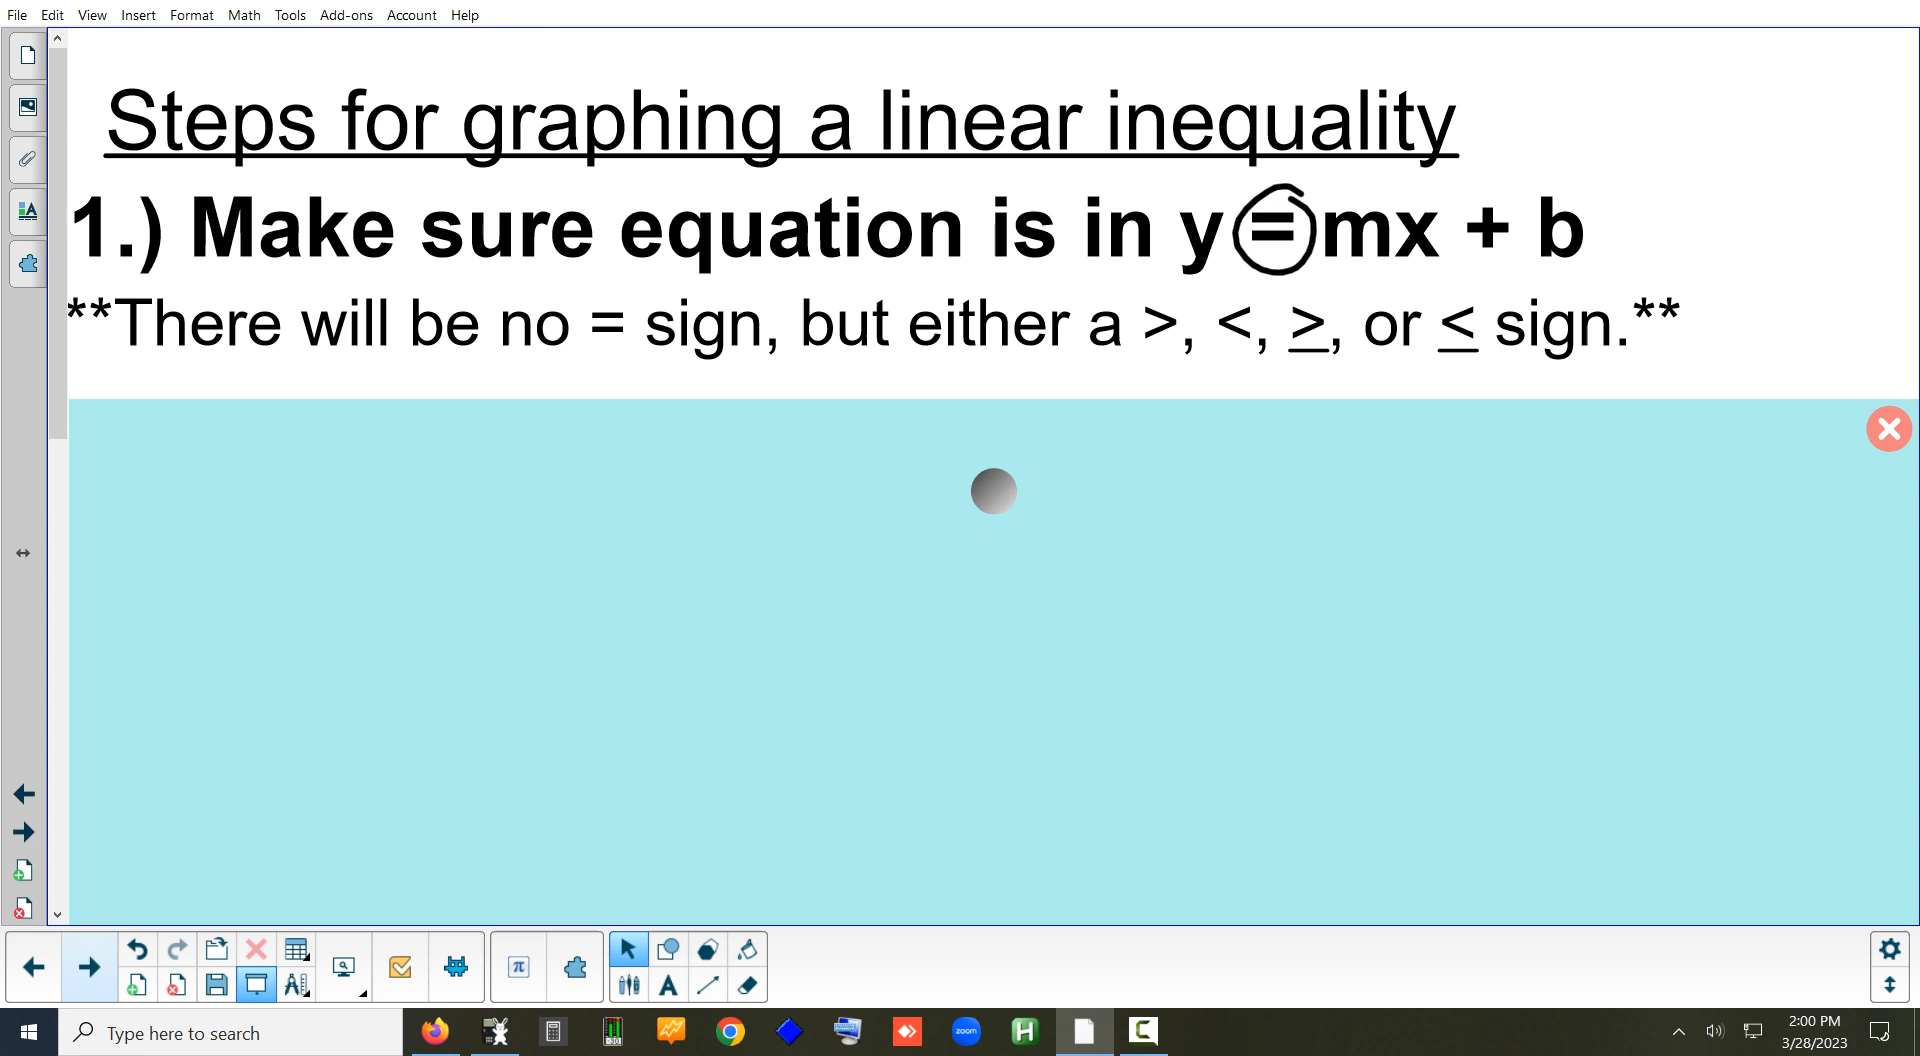 File Edit View Insert Format Math Tools Add-ons Account Help
Steps for graphing a linear inequality
1.) Make sure equation is in y = mx + b
**There will be no = sign, but either a >, <, ≥, or ≤ sign.**
π
A
Type here to search
zoom
H
C
2:00 PM
3/28/2023